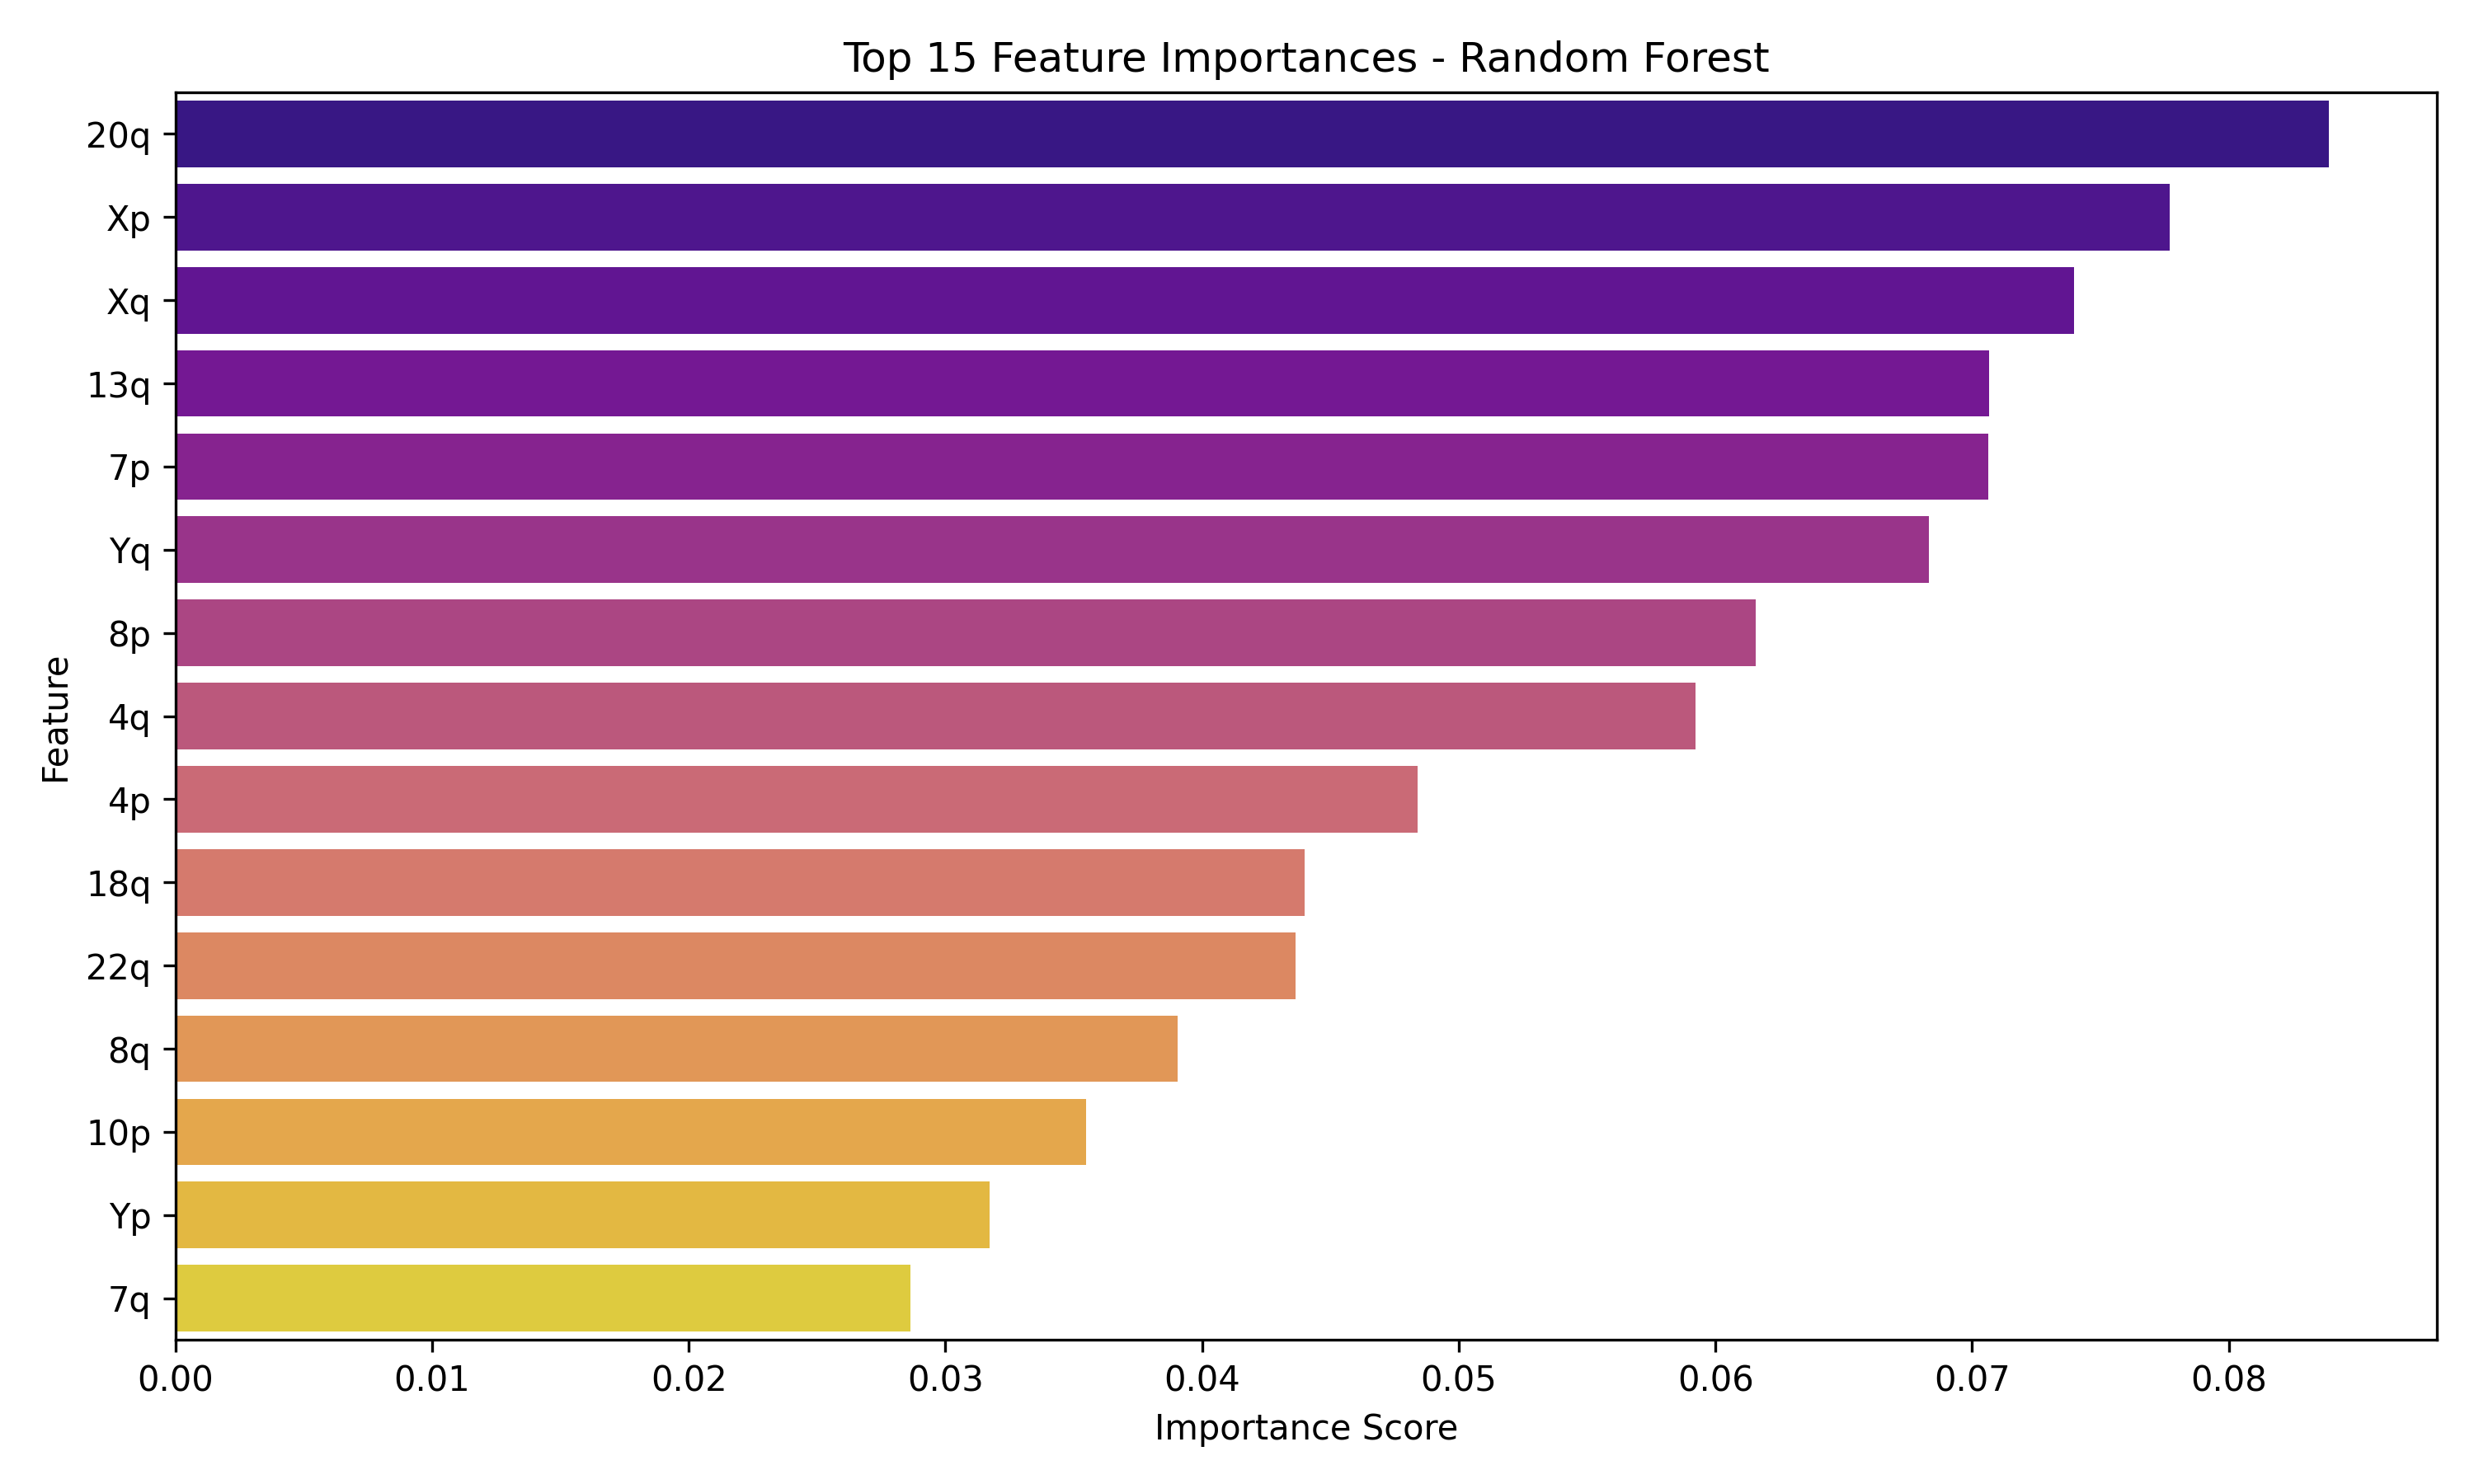 Top 15 Feature Importances - Random Forest
20q
Xp
Xq
13q
7p
Yq
8p
4q
4p
18q
22q
8q
10p
Yp
7q
Feature
0.00 0.01 0.02 0.03 0.04 0.05 0.06 0.07 0.08
Importance Score